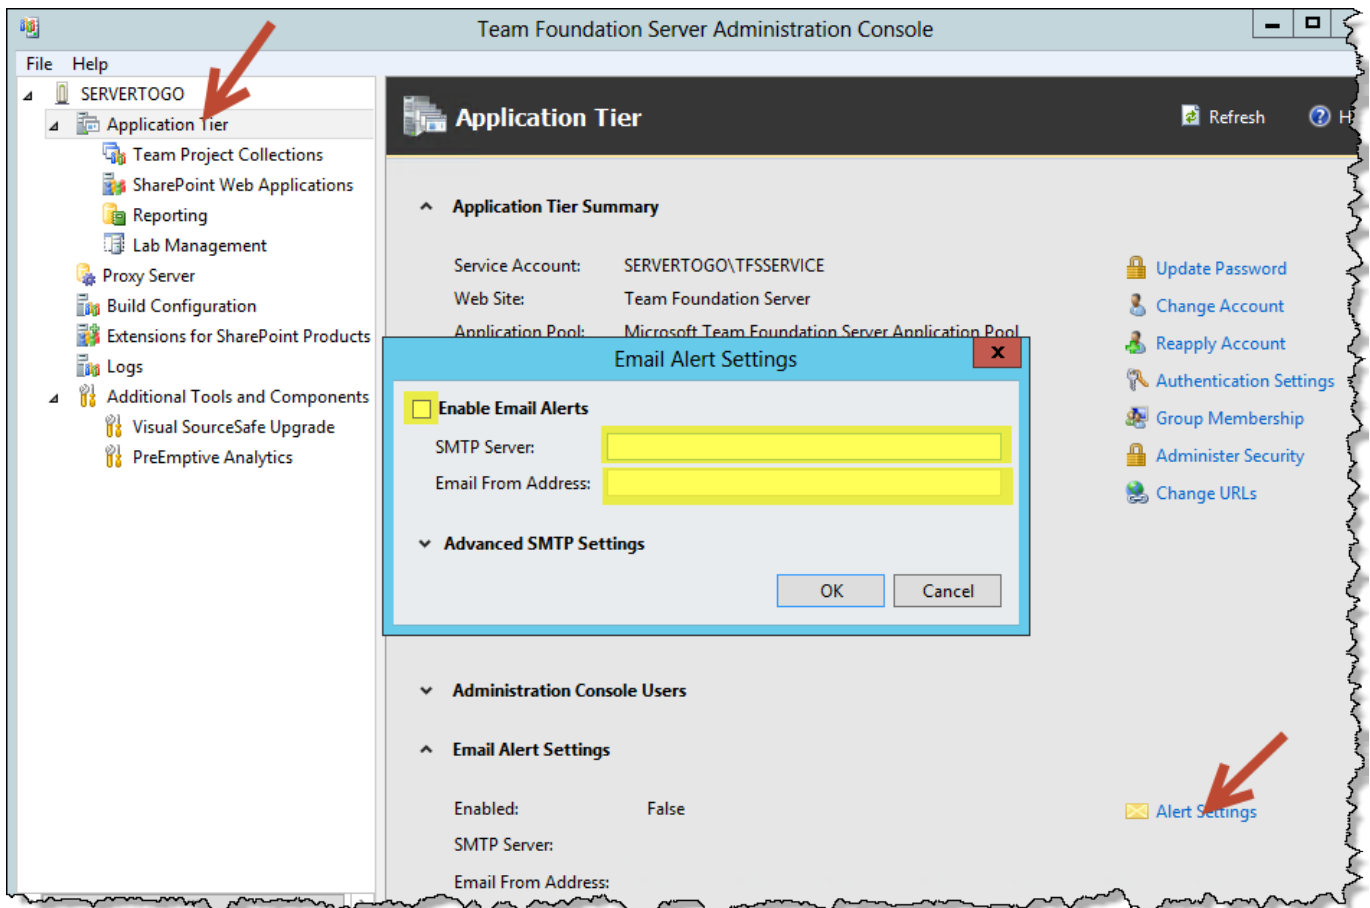 Team Foundation Server Administration Console
File Help
SERVERTOGO
Application Tier
Team Project Collections
SharePoint Web Applications
Reporting
Lab Management
Proxy Server
Build Configuration
Extensions for SharePoint Products
Logs
Additional Tools and Components
Visual SourceSafe Upgrade
PreEmptive Analytics
Application Tier
Refresh
Application Tier Summary
Service Account: SERVERTOGO\TFSSERVICE
Web Site: Team Foundation Server
Application Pool: Microsoft Team Foundation Server Application Pool
Update Password
Change Account
Reapply Account
Authentication Settings
Group Membership
Administer Security
Change URLs
Email Alert Settings
x
Enable Email Alerts
SMTP Server:
Email From Address:
Advanced SMTP Settings
OK Cancel
Administration Console Users
Email Alert Settings
Enabled: False
Alert Settings
SMTP Server:
Email From Address: